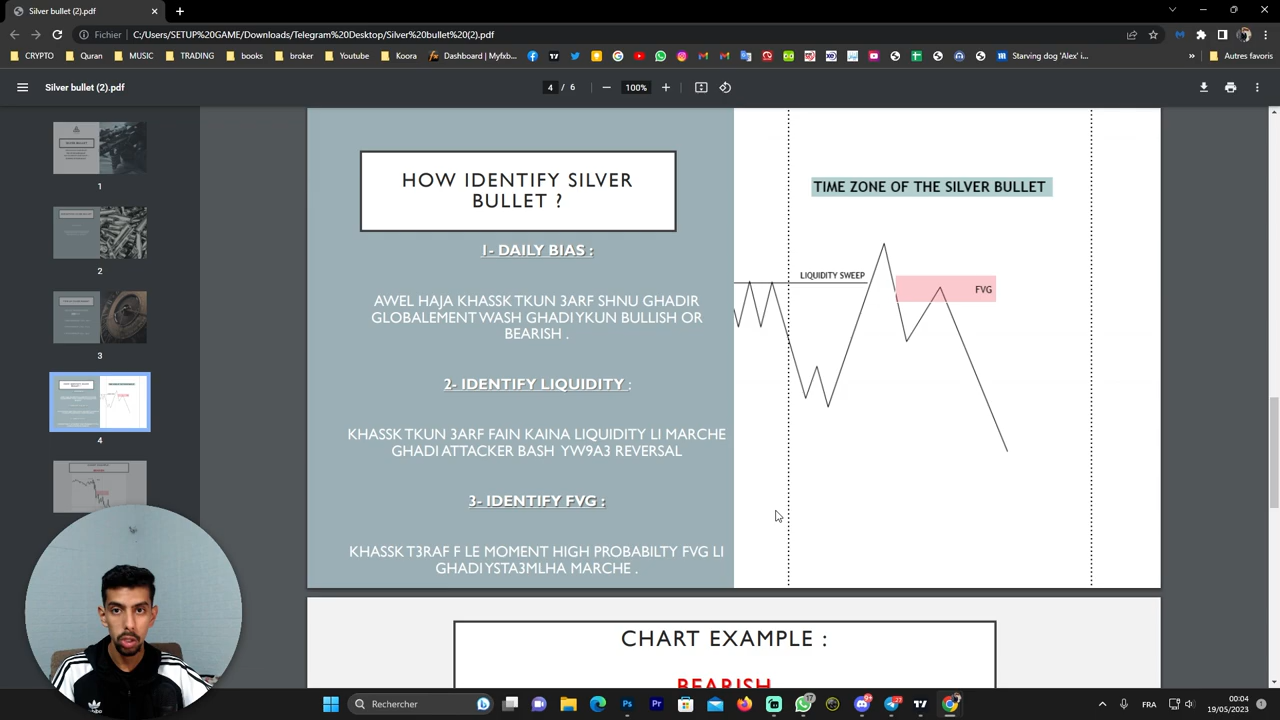 Silver bullet (2).pdf
Fichier
C:/Users/SETUP%20GAME/Downloads/Telegram%20Desktop/Silver%20bullet%20(2).pdf
CRYPTO
Quran
MUSIC
TRADING
books
broker
Youtube
Koora
Dashboard | Myfxb...
Starving dog 'Alex' i...
Autres favoris
Silver bullet (2).pdf
4 / 6
100%
1
2
3
4
HOW IDENTIFY SILVER
BULLET ?
1- DAILY BIAS :
AWEL HAJA KHASSK TKUN 3ARF SHNU GHADIR
GLOBALEMENT WASH GHADI YKUN BULLISH OR
BEARISH .
2- IDENTIFY LIQUIDITY :
KHASSK TKUN 3ARF FAIN KAINA LIQUIDITY LI MARCHE
GHADI ATTACKER BASH YW9A3 REVERSAL
3- IDENTIFY FVG :
KHASSK T3RAF F LE MOMENT HIGH PROBABILTY FVG LI
GHADI YSTA3MLHA MARCHE .
TIME ZONE OF THE SILVER BULLET
LIQUIDITY SWEEP
FVG
CHART EXAMPLE :
BEARISH
Rechercher
FRA
00:04
19/05/2023